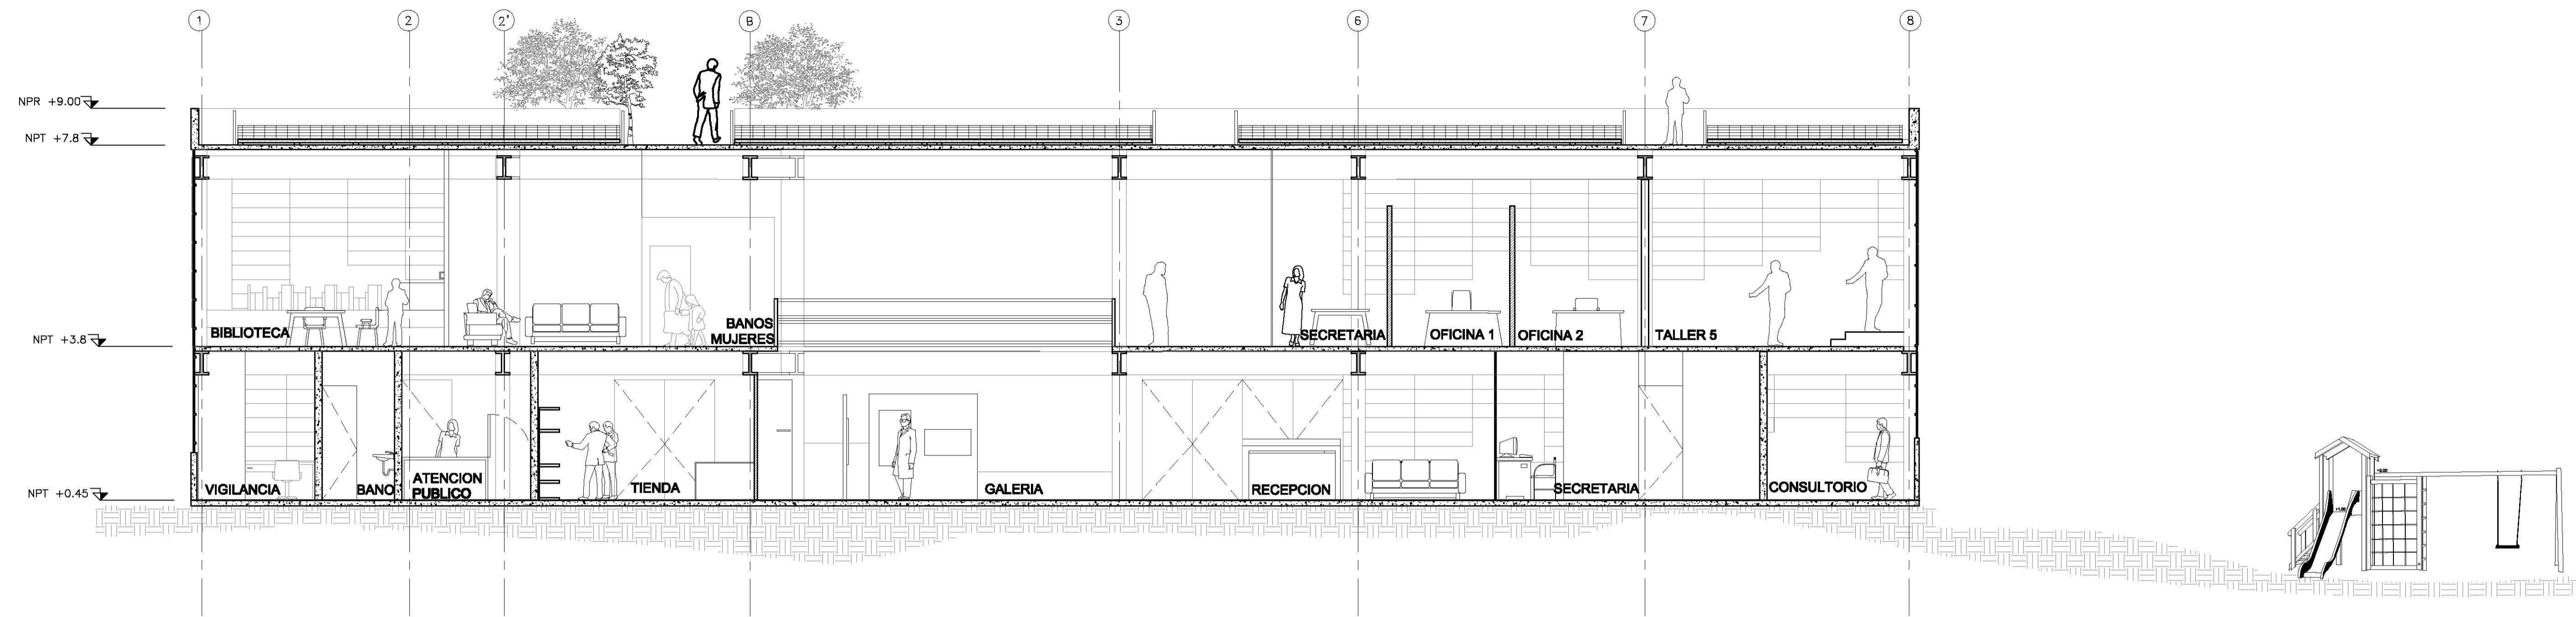 1 2 2' B 3 6 7 8
NPR +9.00
NPT +7.8
NPT +3.8
BIBLIOTECA
BANOS
MUJERES
SECRETARIA
OFICINA 1
OFICINA 2
TALLER 5
NPT +0.45
VIGILANCIA
BANO
ATENCION
PUBLICO
TIENDA
GALERIA
RECEPCION
SECRETARIA
CONSULTORIO